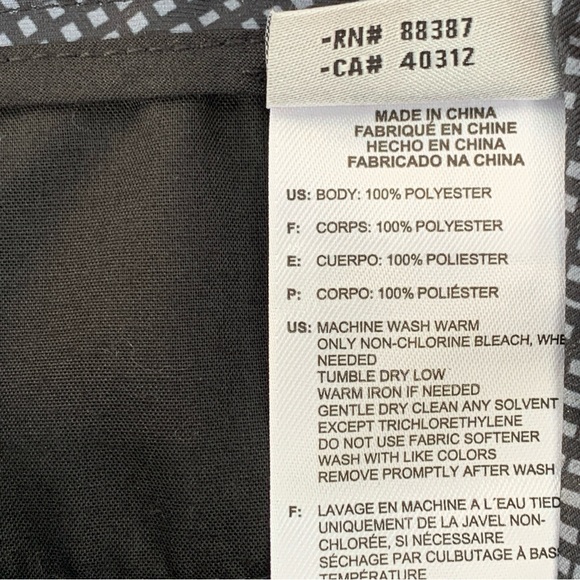 -RN# 88387
-CA# 40312
MADE IN CHINA
FABRIQUÉ EN CHINE
HECHO EN CHINA
FABRICADO NA CHINA
US: BODY: 100% POLYESTER
F: CORPS: 100% POLYESTER
E: CUERPO: 100% POLIESTER
P: CORPO: 100% POLIÉSTER
US: MACHINE WASH WARM
ONLY NON-CHLORINE BLEACH, WHE
NEEDED
TUMBLE DRY LOW
WARM IRON IF NEEDED
GENTLE DRY CLEAN ANY SOLVENT
EXCEPT TRICHLORETHYLENE
DO NOT USE FABRIC SOFTENER
WASH WITH LIKE COLORS
REMOVE PROMPTLY AFTER WASH
F: LAVAGE EN MACHINE A L´EAU TIED
UNIQUEMENT DE LA JAVEL NON-
CHLORÉE, SI NÉCESSAIRE
SÉCHAGE PAR CULBUTAGE À BAS
TEMPÉRATURE